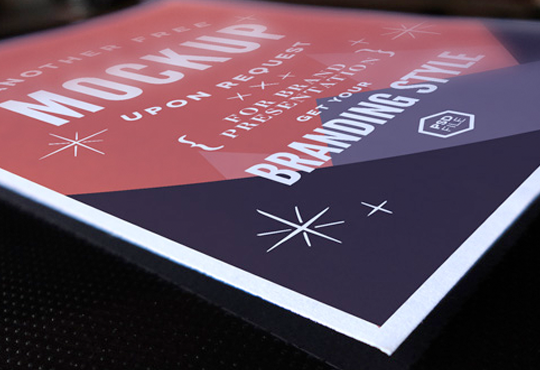 ANOTHER FREE
MOCKUP
UPON REQUEST
{ FOR BRAND
PRESENTATION }
GET YOUR
BRANDING STYLE
PSD
FILE